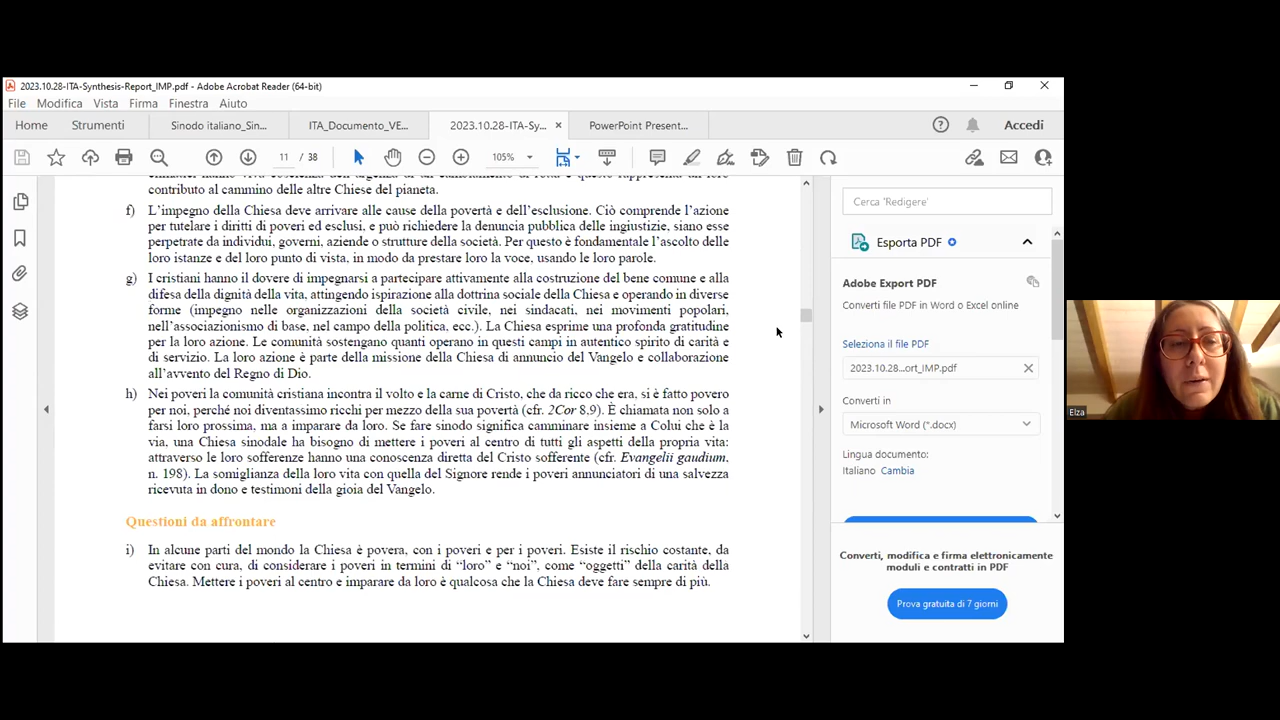 2023.10.28-ITA-Synthesis-Report_IMP.pdf - Adobe Acrobat Reader (64-bit)
File Modifica Vista Firma Finestra Aiuto
Home Strumenti Sinodo italiano_Sin... ITA_Documento_VE... 2023.10.28-ITA-Sy... × PowerPoint Present... Accedi
11 / 38 105%
contributo al cammino delle altre Chiese del pianeta.
f) L’impegno della Chiesa deve arrivare alle cause della povertà e dell’esclusione. Ciò comprende l’azione
per tutelare i diritti di poveri ed esclusi, e può richiedere la denuncia pubblica delle ingiustizie, siano esse
perpetrate da individui, governi, aziende o strutture della società. Per questo è fondamentale l’ascolto delle
loro istanze e del loro punto di vista, in modo da prestare loro la voce, usando le loro parole.
g) I cristiani hanno il dovere di impegnarsi a partecipare attivamente alla costruzione del bene comune e alla
difesa della dignità della vita, attingendo ispirazione alla dottrina sociale della Chiesa e operando in diverse
forme (impegno nelle organizzazioni della società civile, nei sindacati, nei movimenti popolari,
nell’associazionismo di base, nel campo della politica, ecc.). La Chiesa esprime una profonda gratitudine
per la loro azione. Le comunità sostengano quanti operano in questi campi in autentico spirito di carità e
di servizio. La loro azione è parte della missione della Chiesa di annuncio del Vangelo e collaborazione
all’avvento del Regno di Dio.
h) Nei poveri la comunità cristiana incontra il volto e la carne di Cristo, che da ricco che era, si è fatto povero
per noi, perché noi diventassimo ricchi per mezzo della sua povertà (cfr. 2Cor 8,9). È chiamata non solo a
farsi loro prossima, ma a imparare da loro. Se fare sinodo significa camminare insieme a Colui che è la
via, una Chiesa sinodale ha bisogno di mettere i poveri al centro di tutti gli aspetti della propria vita:
attraverso le loro sofferenze hanno una conoscenza diretta del Cristo sofferente (cfr. Evangelii gaudium,
n. 198). La somiglianza della loro vita con quella del Signore rende i poveri annunciatori di una salvezza
ricevuta in dono e testimoni della gioia del Vangelo.
Questioni da affrontare
i) In alcune parti del mondo la Chiesa è povera, con i poveri e per i poveri. Esiste il rischio costante, da
evitare con cura, di considerare i poveri in termini di “loro” e “noi”, come “oggetti” della carità della
Chiesa. Mettere i poveri al centro e imparare da loro è qualcosa che la Chiesa deve fare sempre di più.
Cerca 'Redigere'
Esporta PDF
Adobe Export PDF
Converti file PDF in Word o Excel online
Seleziona il file PDF
2023.10.28...ort_IMP.pdf
Converti in
Microsoft Word (*.docx)
Lingua documento:
Italiano Cambia
Converti, modifica e firma elettronicamente
moduli e contratti in PDF
Prova gratuita di 7 giorni
Elza